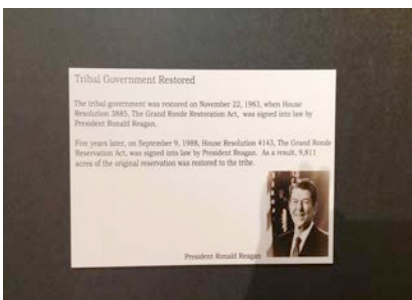 Tribal Government Restored
The tribal government was restored on November 22, 1983, when House
Resolution 3885, The Grand Ronde Restoration Act, was signed into law by
President Ronald Reagan.
Five years later, on September 9, 1988, House Resolution 4143, The Grand Ronde
Reservation Act, was signed into law by President Reagan. As a result, 9,811
acres of the original reservation was restored to the tribe.
President Ronald Reagan